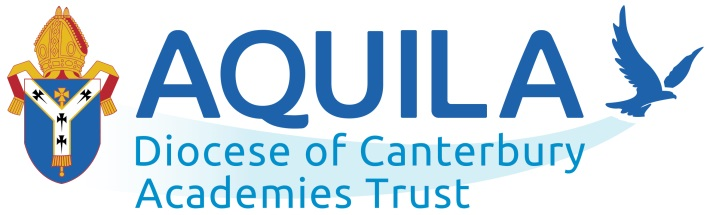 AQUILA
Diocese of Canterbury
Academies Trust